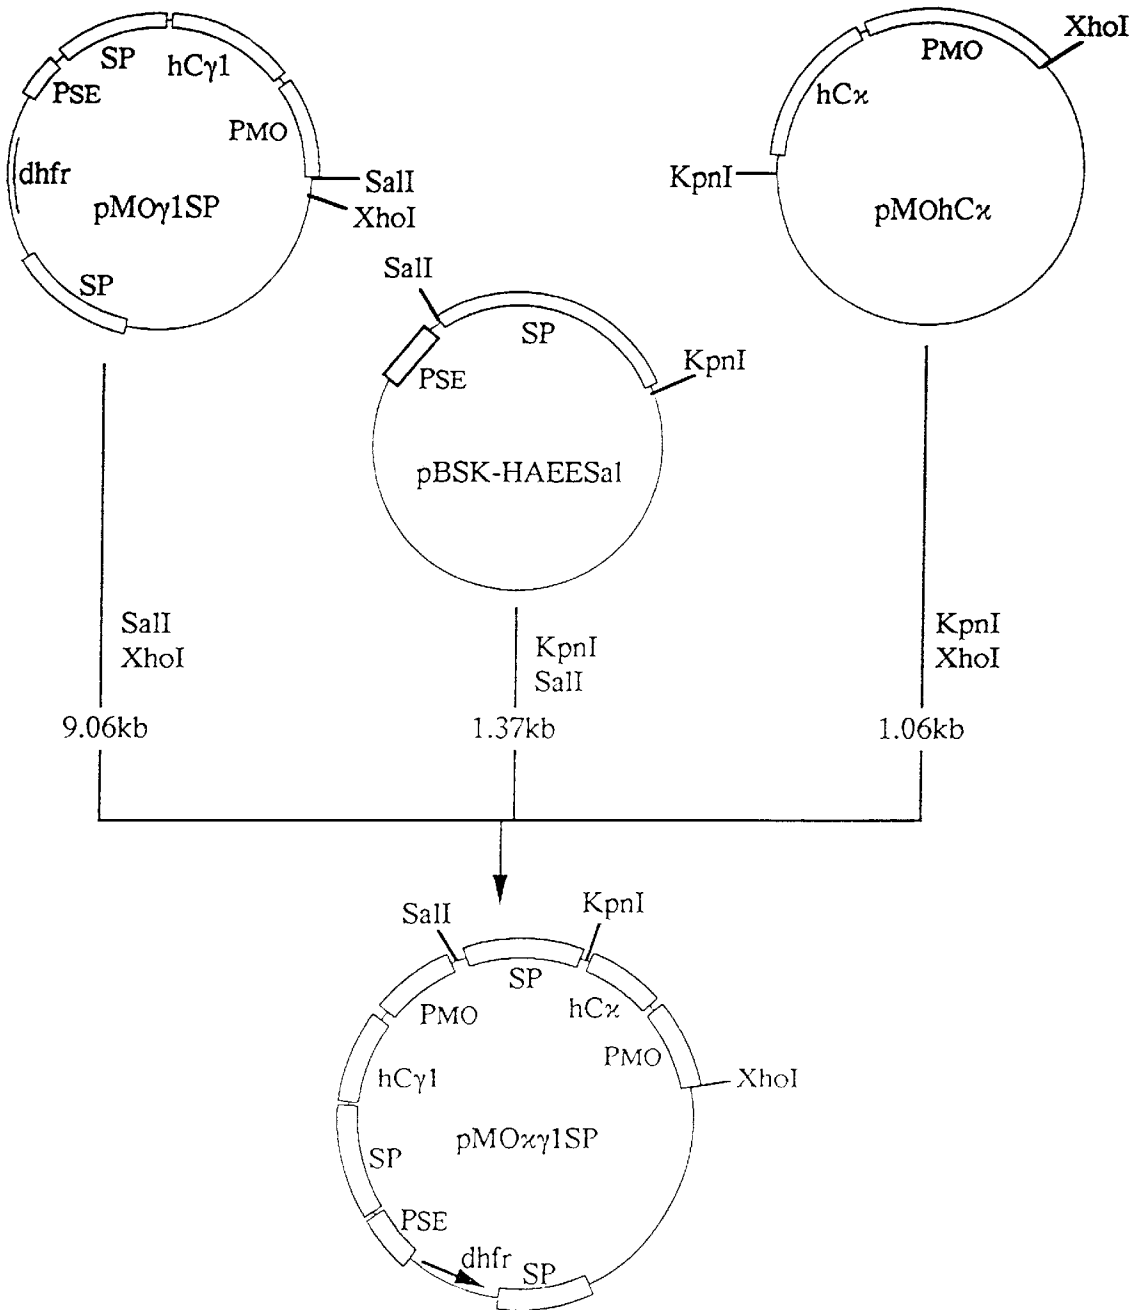 SP
hCγ1
PSE
PMO
dhfr
pMOγ1SP
SalI
XhoI
SP
PMO
XhoI
hCϰ
KpnI
pMOhCϰ
SalI
SP
KpnI
PSE
pBSK-HAEESal
SalI
XhoI
9.06kb
KpnI
SalI
1.37kb
KpnI
XhoI
1.06kb
SalI
KpnI
SP
PMO
hCϰ
hCγ1
PMO
XhoI
pMOϰγ1SP
SP
PSE
dhfr
SP